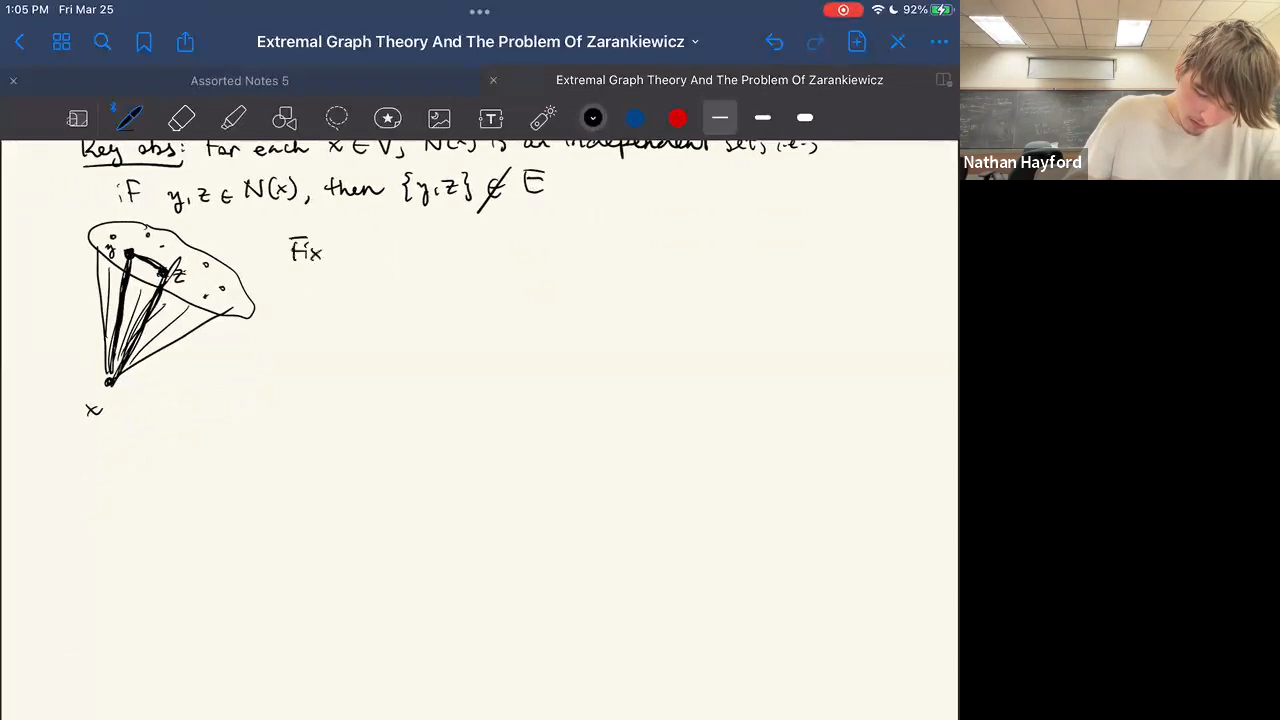 1:05 PM Fri Mar 25
92%
Extremal Graph Theory And The Problem Of Zarankiewicz
Assorted Notes 5
Extremal Graph Theory And The Problem Of Zarankiewicz
Nathan Hayford
Key obs: For each x ∈ V, N(x) is an independent set, i.e.,
if y, z ∈ N(x), then {y, z} ∉ E
y
z
Fix
x